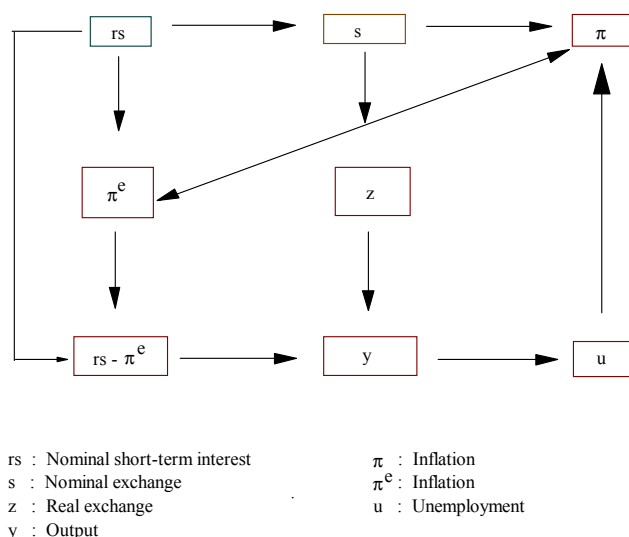 rs s π
πᵉ z
rs - πᵉ y u
rs : Nominal short-term interest
s : Nominal exchange
z : Real exchange
y : Output
π : Inflation
πᵉ : Inflation
u : Unemployment